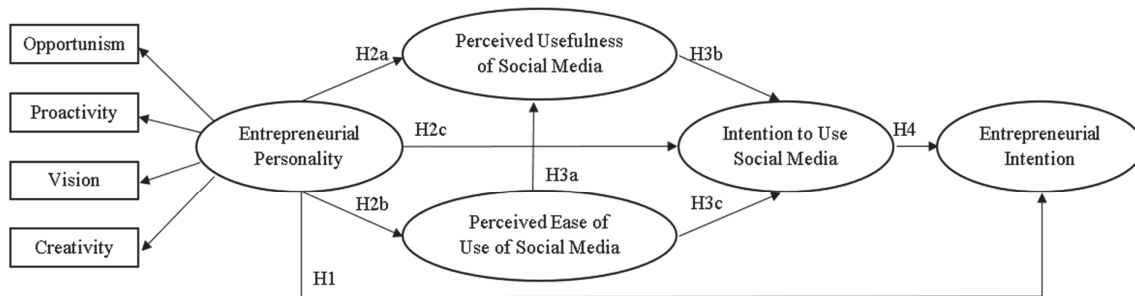 Opportunism
Proactivity
Vision
Creativity
Entrepreneurial
Personality
H2a
H2c
H2b
H1
Perceived Usefulness
of Social Media
H3a
Perceived Ease of
Use of Social Media
H3b
H3c
Intention to Use
Social Media
H4
Entrepreneurial
Intention